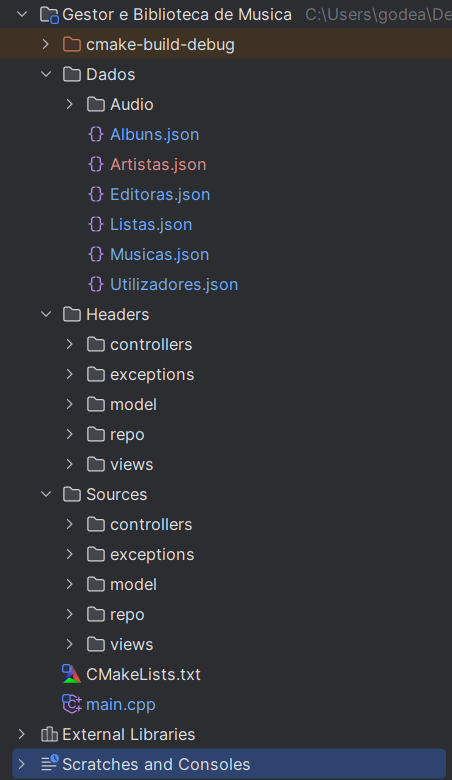 Gestor e Biblioteca de Musica C:\Users\godea\De
cmake-build-debug
Dados
Audio
Albuns.json
Artistas.json
Editoras.json
Listas.json
Musicas.json
Utilizadores.json
Headers
controllers
exceptions
model
repo
views
Sources
controllers
exceptions
model
repo
views
CMakeLists.txt
main.cpp
External Libraries
Scratches and Consoles